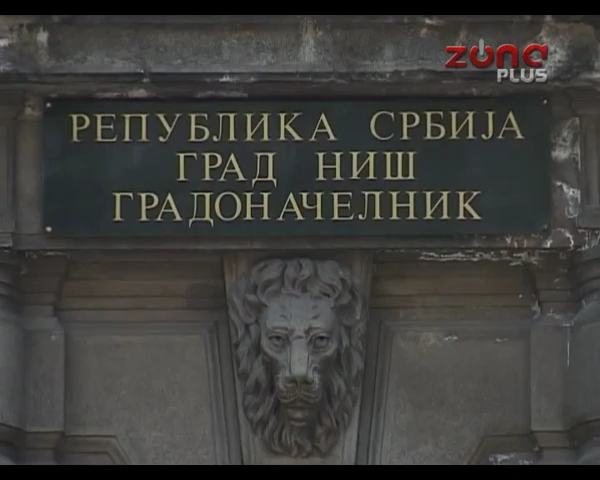 ZONA
PLUS
РЕПУБЛИКА СРБИЈА
ГРАД НИШ
ГРАДОНАЧЕЛНИК